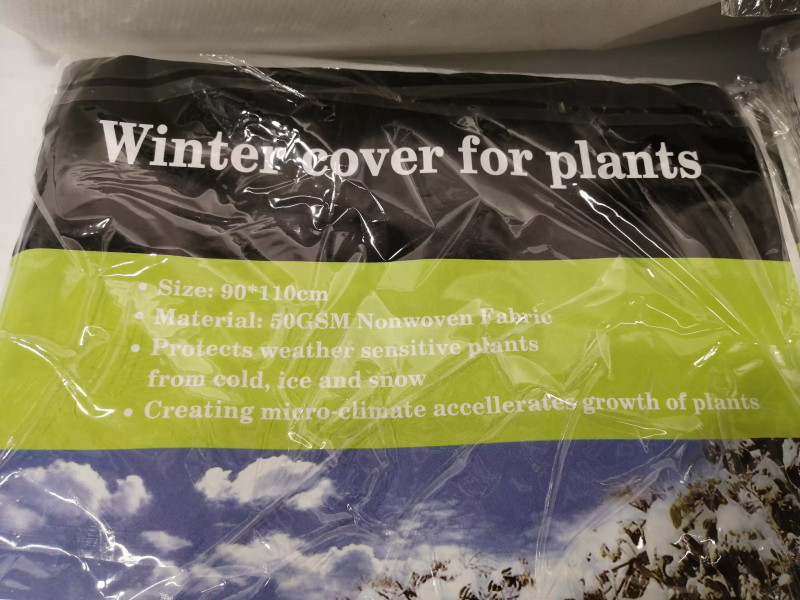 Winter cover for plants
• Size: 90*110cm
• Material: 50GSM Nonwoven Fabric
• Protects weather sensitive plants
from cold, ice and snow
• Creating micro-climate accellerates growth of plants